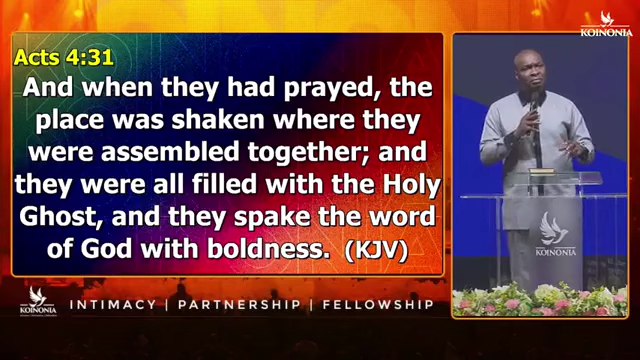 Acts 4:31
And when they had prayed, the
place was shaken where they
were assembled together; and
they were all filled with the Holy
Ghost, and they spake the word
of God with boldness. (KJV)
KOINONIA
KOINONIA
KOINONIA
INTIMACY | PARTNERSHIP | FELLOWSHIP